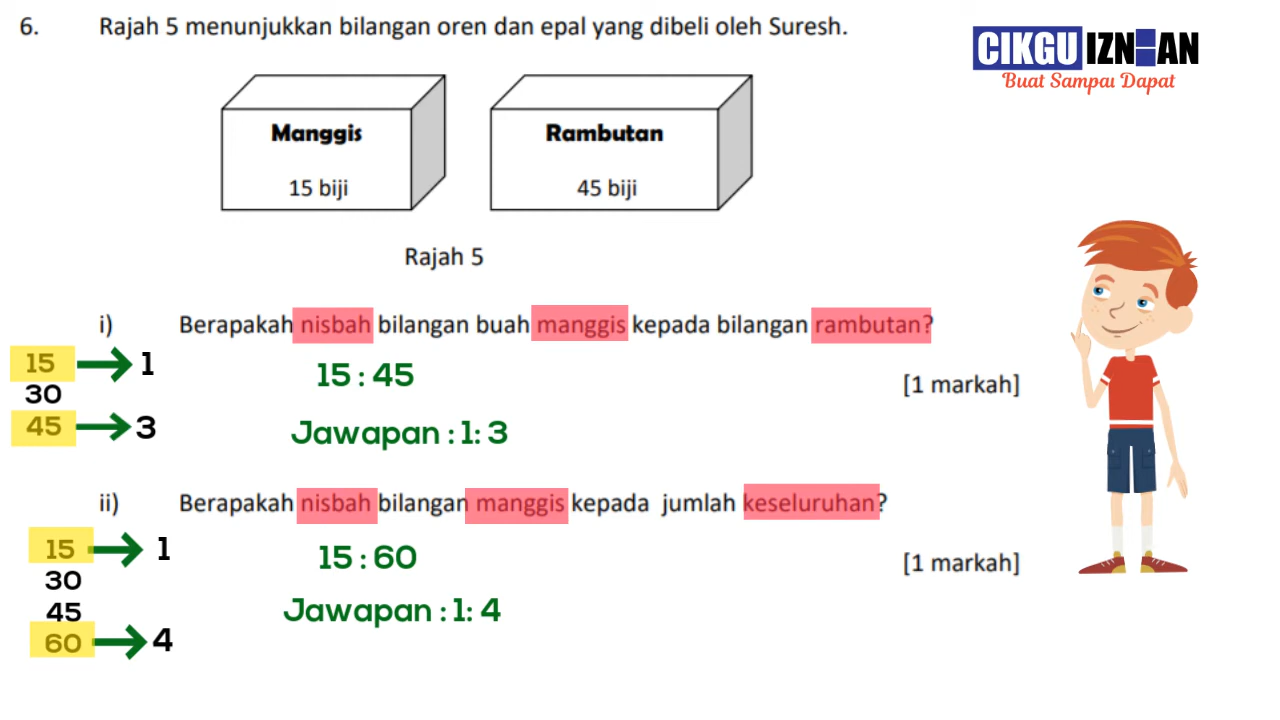 6. Rajah 5 menunjukkan bilangan oren dan epal yang dibeli oleh Suresh.
CIKGU IZN AN
Buat Sampai Dapat
Manggis
15 biji
Rambutan
45 biji
Rajah 5
i) Berapakah nisbah bilangan buah manggis kepada bilangan rambutan?
15 → 1
30
45 → 3
15 : 45
[1 markah]
Jawapan : 1: 3
ii) Berapakah nisbah bilangan manggis kepada jumlah keseluruhan?
15 → 1
30
45
60 → 4
15 : 60
[1 markah]
Jawapan : 1: 4